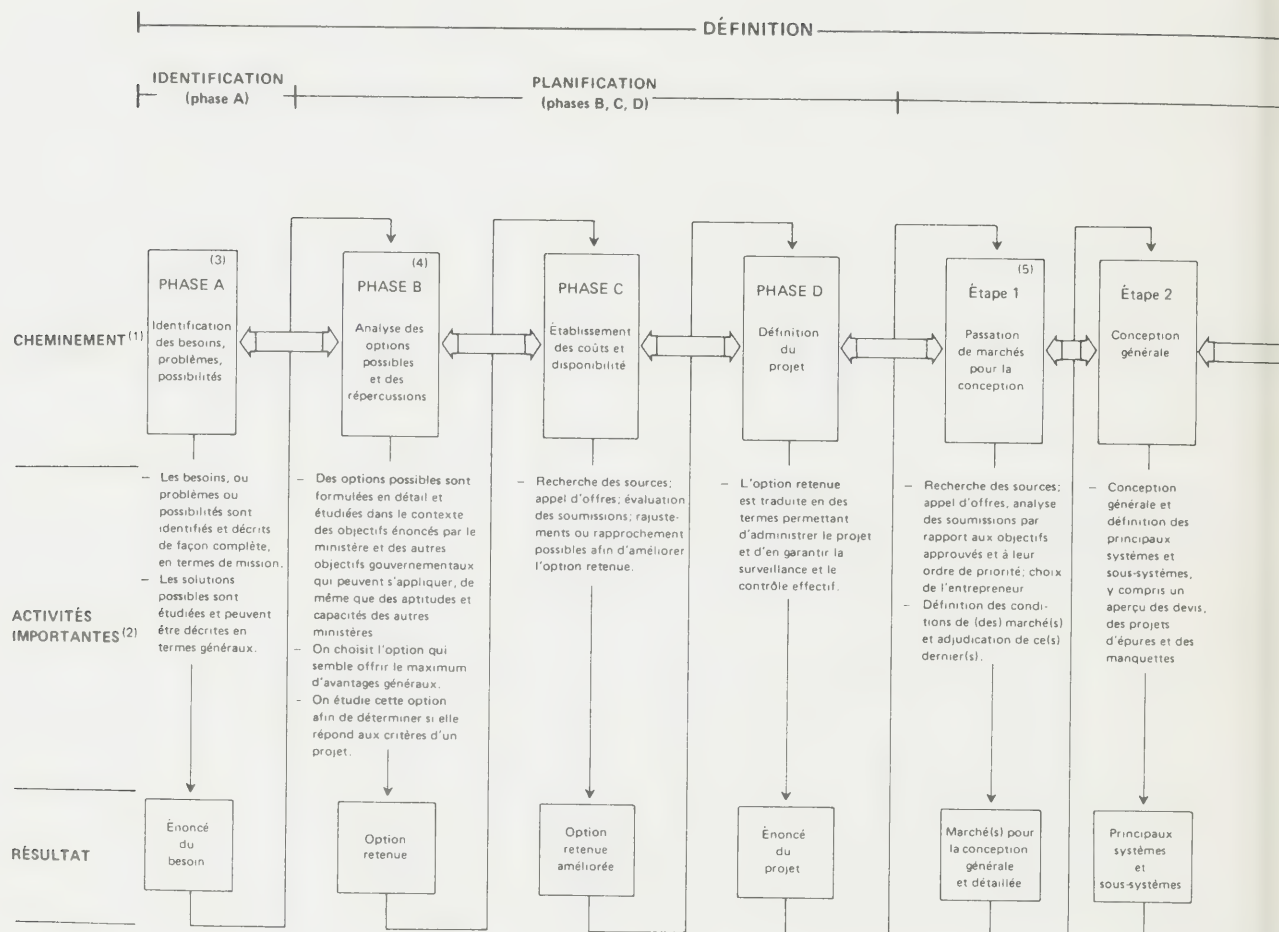 DÉFINITION
IDENTIFICATION
(phase A)
PLANIFICATION
(phases B, C, D)
CHEMINEMENT(1)
(3)
PHASE A
Identification
des besoins,
problèmes,
possibilités
(4)
PHASE B
Analyse des
options
possibles
et des
répercussions
PHASE C
Établissement
des coûts et
disponibilité
PHASE D
Définition
du
projet
(5)
Étape 1
Passation
de marchés
pour la
conception
Étape 2
Conception
générale
ACTIVITÉS
IMPORTANTES(2)
– Les besoins, ou
problèmes ou
possibilités sont
identifiés et décrits
de façon complète,
en termes de mission.
– Les solutions
possibles sont
étudiées et peuvent
être décrites en
termes généraux.
– Des options possibles sont
formulées en détail et
étudiées dans le contexte
des objectifs énoncés par le
ministère et des autres
objectifs gouvernementaux
qui peuvent s'appliquer, de
même que des aptitudes et
capacités des autres
ministères
– On choisit l'option qui
semble offrir le maximum
d'avantages généraux.
– On étudie cette option
afin de déterminer si elle
répond aux critères d'un
projet.
– Recherche des sources;
appel d'offres; évaluation
des soumissions; rajuste-
ments ou rapprochement
possibles afin d'améliorer
l'option retenue.
– L'option retenue
est traduite en des
termes permettant
d'administrer le projet
et d'en garantir la
surveillance et le
contrôle effectif.
– Recherche des sources;
appel d'offres, analyse
des soumissions par
rapport aux objectifs
approuvés et à leur
ordre de priorité; choix
de l'entrepreneur
– Définition des condi-
tions de (des) marché(s)
et adjudication de ce(s)
dernier(s).
– Conception
générale et
définition des
principaux
systèmes et
sous-systèmes,
y compris un
aperçu des devis,
des projets
d'épures et des
manquettes
RÉSULTAT
Énoncé
du
besoin
Option
retenue
Option
retenue
améliorée
Énoncé
du
projet
Marché(s) pour
la conception
générale
et détaillée
Principaux
systèmes
et
sous-systèmes